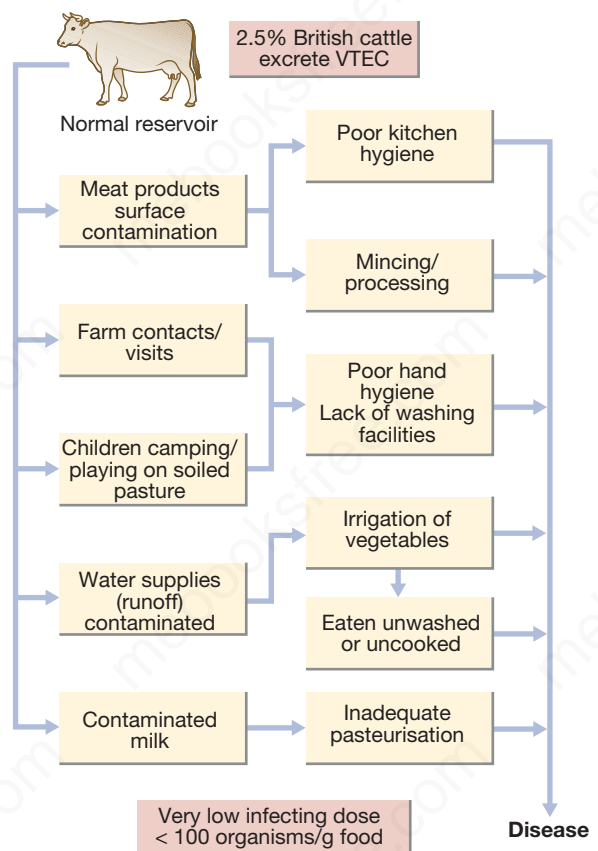 2.5% British cattle
excrete VTEC
Normal reservoir
Poor kitchen
hygiene
Meat products
surface
contamination
Mincing/
processing
Farm contacts/
visits
Poor hand
hygiene
Lack of washing
facilities
Children camping/
playing on soiled
pasture
Irrigation of
vegetables
Water supplies
(runoff)
contaminated
Eaten unwashed
or uncooked
Contaminated
milk
Inadequate
pasteurisation
Very low infecting dose
< 100 organisms/g food
Disease